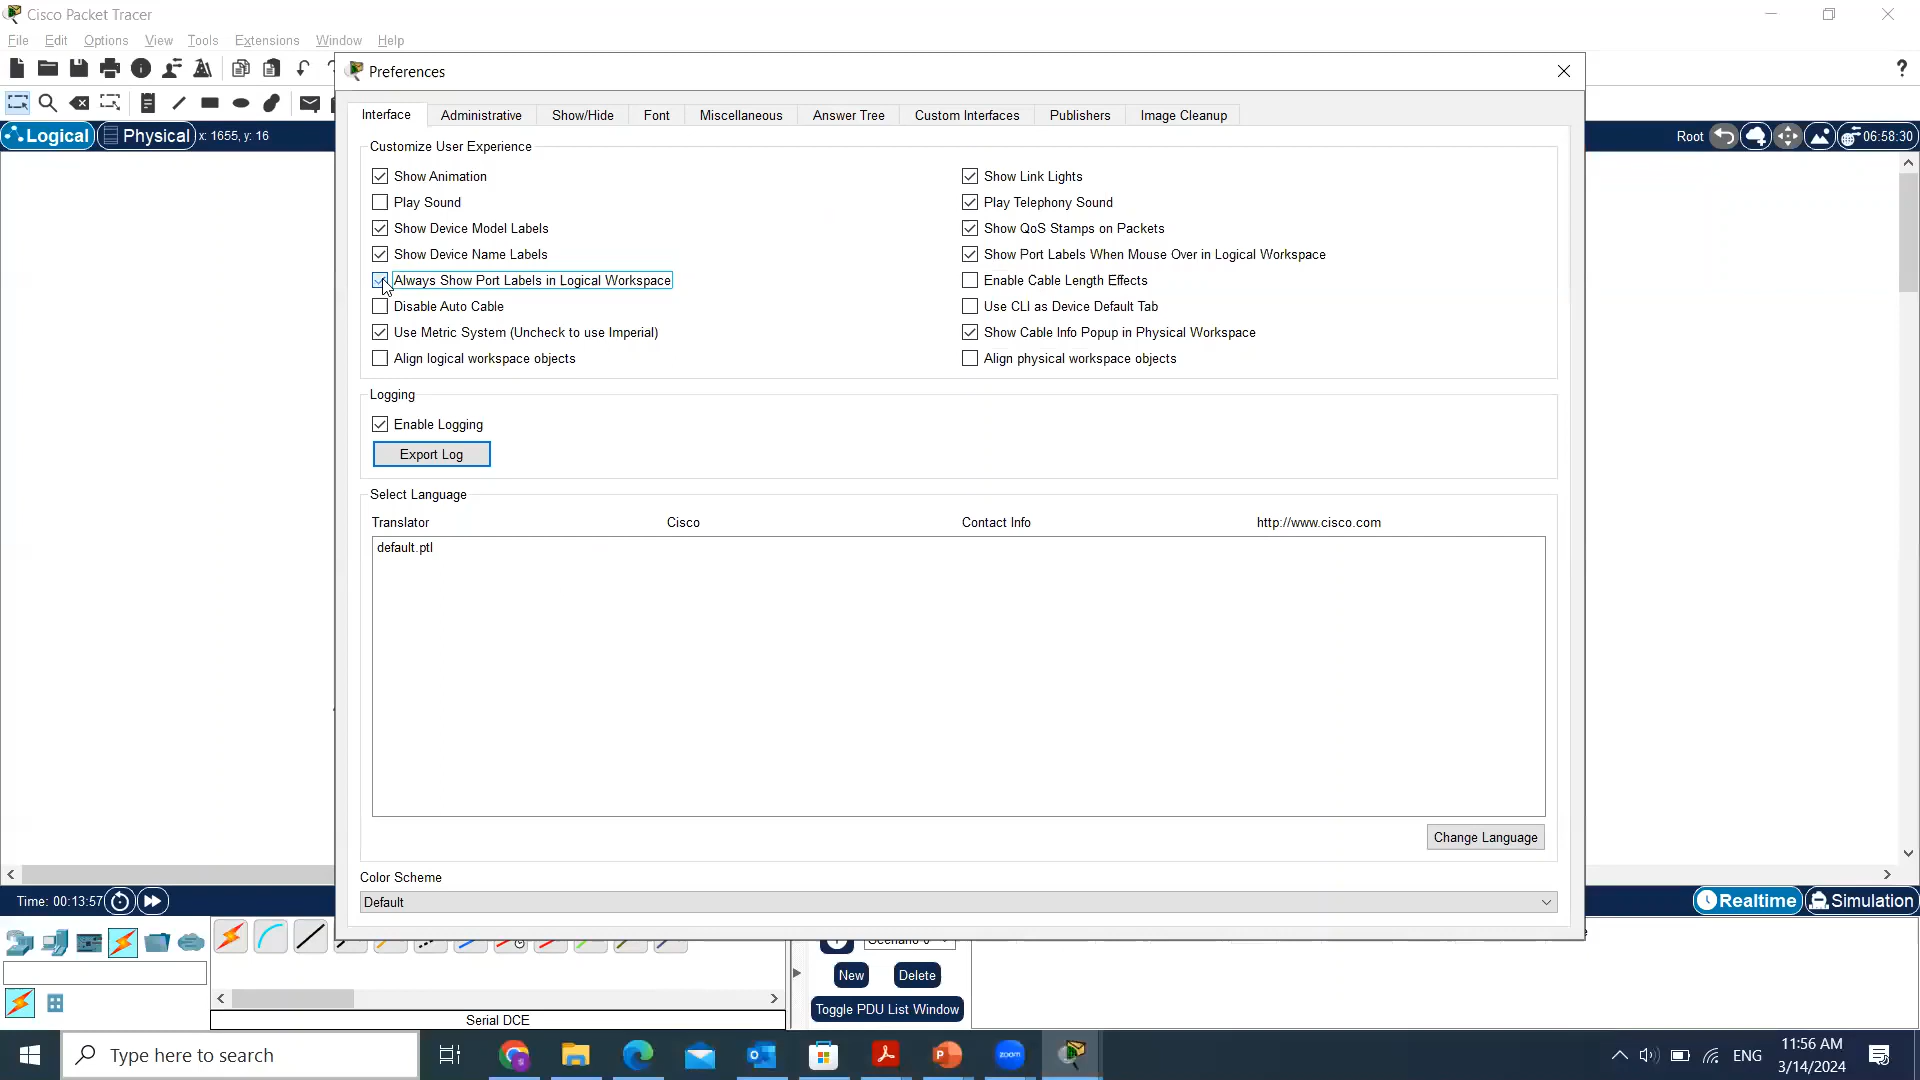 Cisco Packet Tracer
File Edit Options View Tools Extensions Window Help
Preferences
?
Interface Administrative Show/Hide Font Miscellaneous Answer Tree Custom Interfaces Publishers Image Cleanup
Logical Physical x: 1655, y: 16
Root 06:58:30
Customize User Experience
Show Animation Show Link Lights
Play Sound Play Telephony Sound
Show Device Model Labels Show QoS Stamps on Packets
Show Device Name Labels Show Port Labels When Mouse Over in Logical Workspace
Always Show Port Labels in Logical Workspace Enable Cable Length Effects
Disable Auto Cable Use CLI as Device Default Tab
Use Metric System (Uncheck to use Imperial) Show Cable Info Popup in Physical Workspace
Align logical workspace objects Align physical workspace objects
Logging
Enable Logging
Export Log
Select Language
Translator Cisco Contact Info http://www.cisco.com
default.ptl
Change Language
Color Scheme
Default
Time: 00:13:57
Realtime Simulation
New Delete
Toggle PDU List Window
Serial DCE
Type here to search
zoom
ENG
11:56 AM
3/14/2024